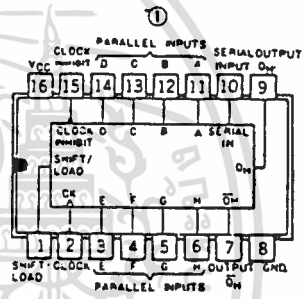 1
PARALLEL INPUTS
CLOCK SERIAL OUTPUT
VCC INHIBIT D C B A INPUT QH
16 15 14 13 12 11 10 9
CLOCK D C B A SERIAL
INHIBIT IN
SHIFT/
LOAD QH
CK
E F G H Q̅H
1 2 3 4 5 6 7 8
SHIFT- CLOCK E F G H OUTPUT GND
LOAD Q̅H
PARALLEL INPUTS